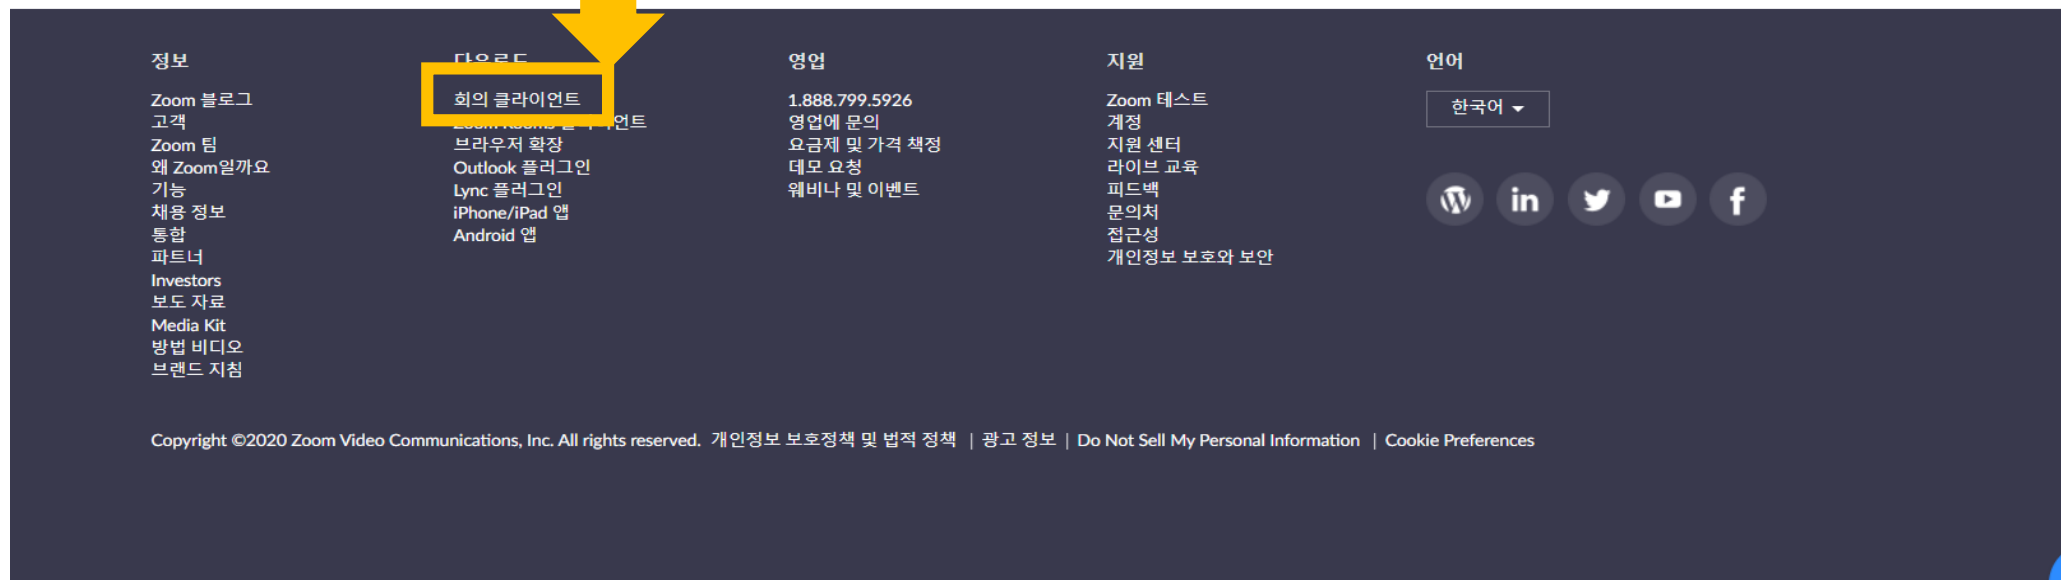 정보
Zoom 블로그
고객
Zoom 팀
왜 Zoom일까요
기능
채용 정보
통합
파트너
Investors
보도 자료
Media Kit
방법 비디오
브랜드 지침
다운로드
회의 클라이언트
Zoom Rooms 클라이언트
브라우저 확장
Outlook 플러그인
Lync 플러그인
iPhone/iPad 앱
Android 앱
영업
1.888.799.5926
영업에 문의
요금제 및 가격 책정
데모 요청
웨비나 및 이벤트
지원
Zoom 테스트
계정
지원 센터
라이브 교육
피드백
문의처
접근성
개인정보 보호와 보안
언어
한국어
in
f
Copyright ©2020 Zoom Video Communications, Inc. All rights reserved. 개인정보 보호정책 및 법적 정책 | 광고 정보 | Do Not Sell My Personal Information | Cookie Preferences